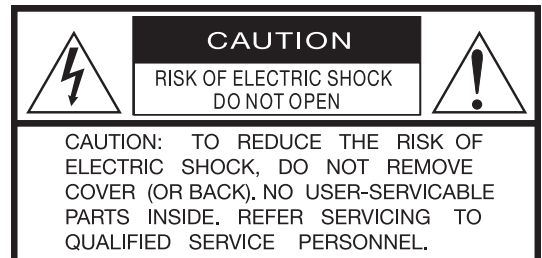 CAUTION
RISK OF ELECTRIC SHOCK
DO NOT OPEN
CAUTION: TO REDUCE THE RISK OF
ELECTRIC SHOCK, DO NOT REMOVE
COVER (OR BACK). NO USER-SERVICABLE
PARTS INSIDE. REFER SERVICING TO
QUALIFIED SERVICE PERSONNEL.